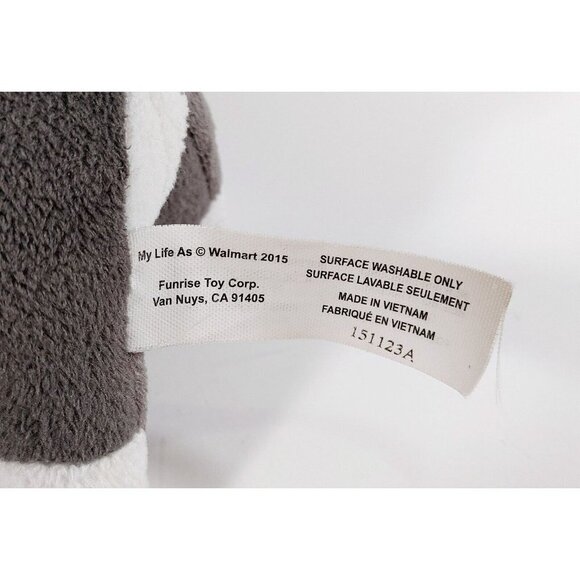 My Life As © Walmart 2015
Funrise Toy Corp.
Van Nuys, CA 91405
SURFACE WASHABLE ONLY
SURFACE LAVABLE SEULEMENT
MADE IN VIETNAM
FABRIQUÉ EN VIETNAM
151123A